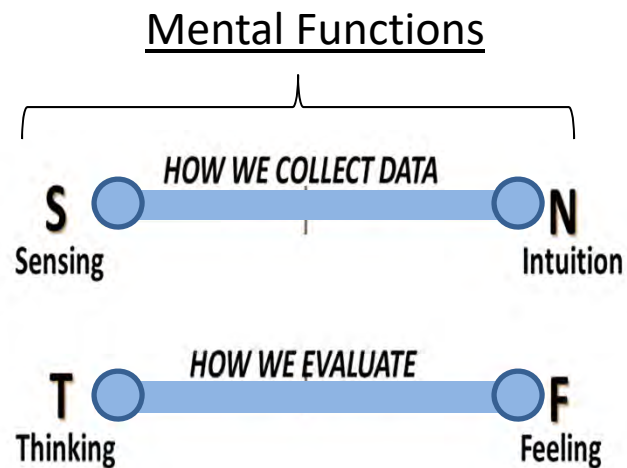 Mental Functions
HOW WE COLLECT DATA
S N
Sensing Intuition
HOW WE EVALUATE
T F
Thinking Feeling